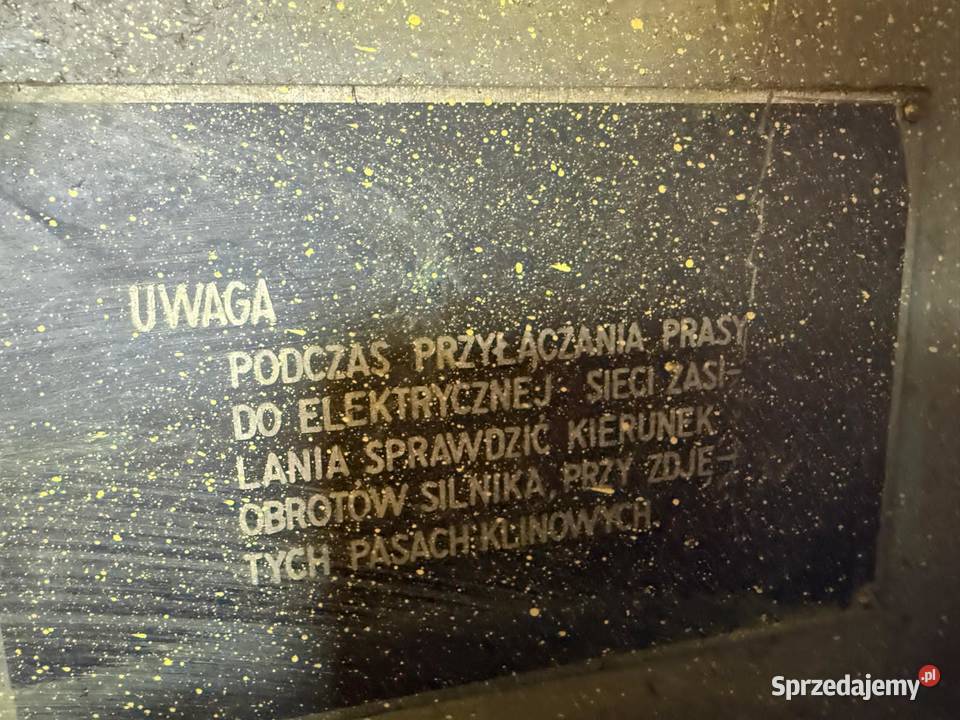 UWAGA
PODCZAS PRZYŁĄCZANIA PRASY
DO ELEKTRYCZNEJ SIECI ZASI-
LANIA SPRAWDZIĆ KIERUNEK
OBROTÓW SILNIKA, PRZY ZDJĘ-
TYCH PASACH KLINOWYCH.
Sprzedajemy.pl